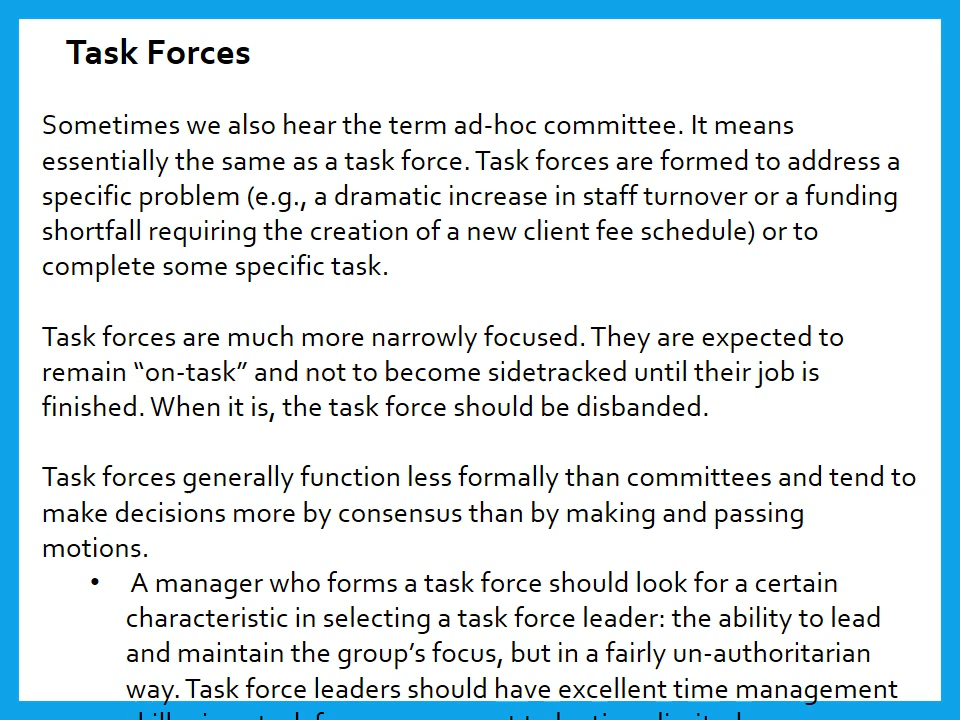 Task Forces
Sometimes we also hear the term ad-hoc committee. It means
essentially the same as a task force. Task forces are formed to address a
specific problem (e.g., a dramatic increase in staff turnover or a funding
shortfall requiring the creation of a new client fee schedule) or to
complete some specific task.
Task forces are much more narrowly focused. They are expected to
remain “on-task” and not to become sidetracked until their job is
finished. When it is, the task force should be disbanded.
Task forces generally function less formally than committees and tend to
make decisions more by consensus than by making and passing
motions.
• A manager who forms a task force should look for a certain
characteristic in selecting a task force leader: the ability to lead
and maintain the group’s focus, but in a fairly un-authoritarian
way. Task force leaders should have excellent time management